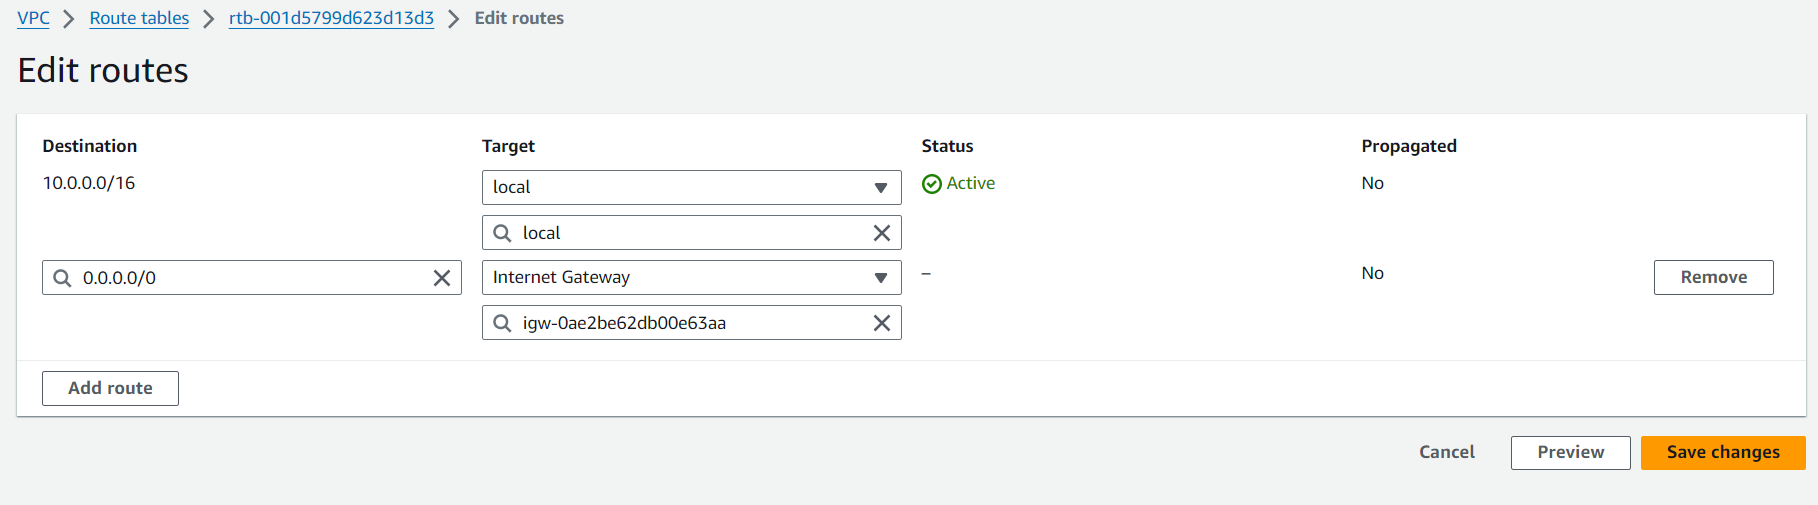 VPC > Route tables > rtb-001d5799d623d13d3 > Edit routes
Edit routes
Destination Target Status Propagated
10.0.0.0/16 local Active No
local
0.0.0.0/0 Internet Gateway – No Remove
igw-0ae2be62db00e63aa
Add route
Cancel Preview Save changes